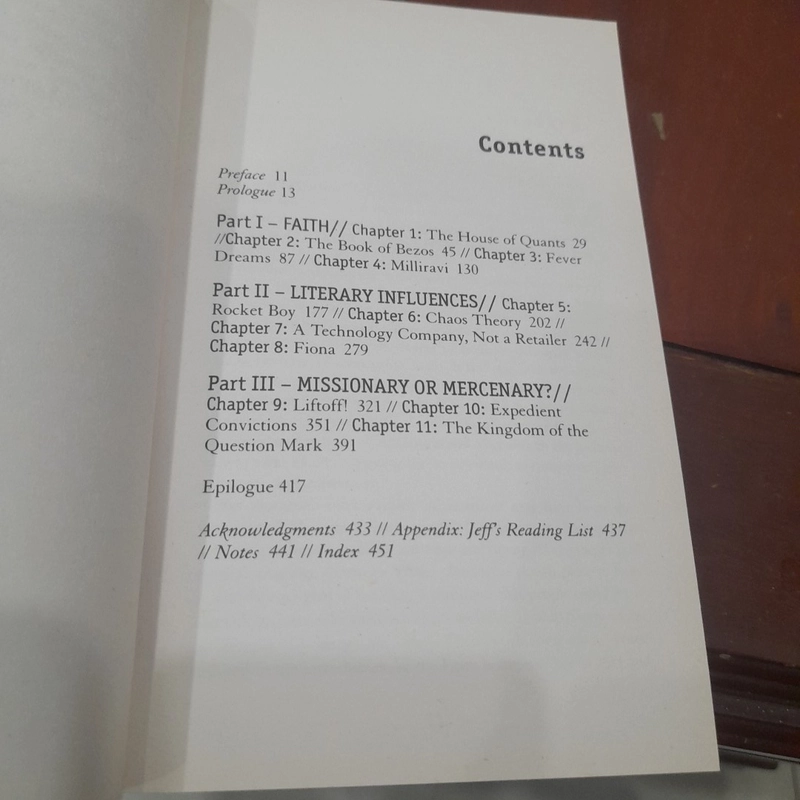 Contents
Preface 11
Prologue 13
Part I – FAITH// Chapter 1: The House of Quants 29
//Chapter 2: The Book of Bezos 45 // Chapter 3: Fever
Dreams 87 // Chapter 4: Milliravi 130
Part II – LITERARY INFLUENCES// Chapter 5:
Rocket Boy 177 // Chapter 6: Chaos Theory 202 //
Chapter 7: A Technology Company, Not a Retailer 242 //
Chapter 8: Fiona 279
Part III – MISSIONARY OR MERCENARY?//
Chapter 9: Liftoff! 321 // Chapter 10: Expedient
Convictions 351 // Chapter 11: The Kingdom of the
Question Mark 391
Epilogue 417
Acknowledgments 433 // Appendix: Jeff's Reading List 437
// Notes 441 // Index 451